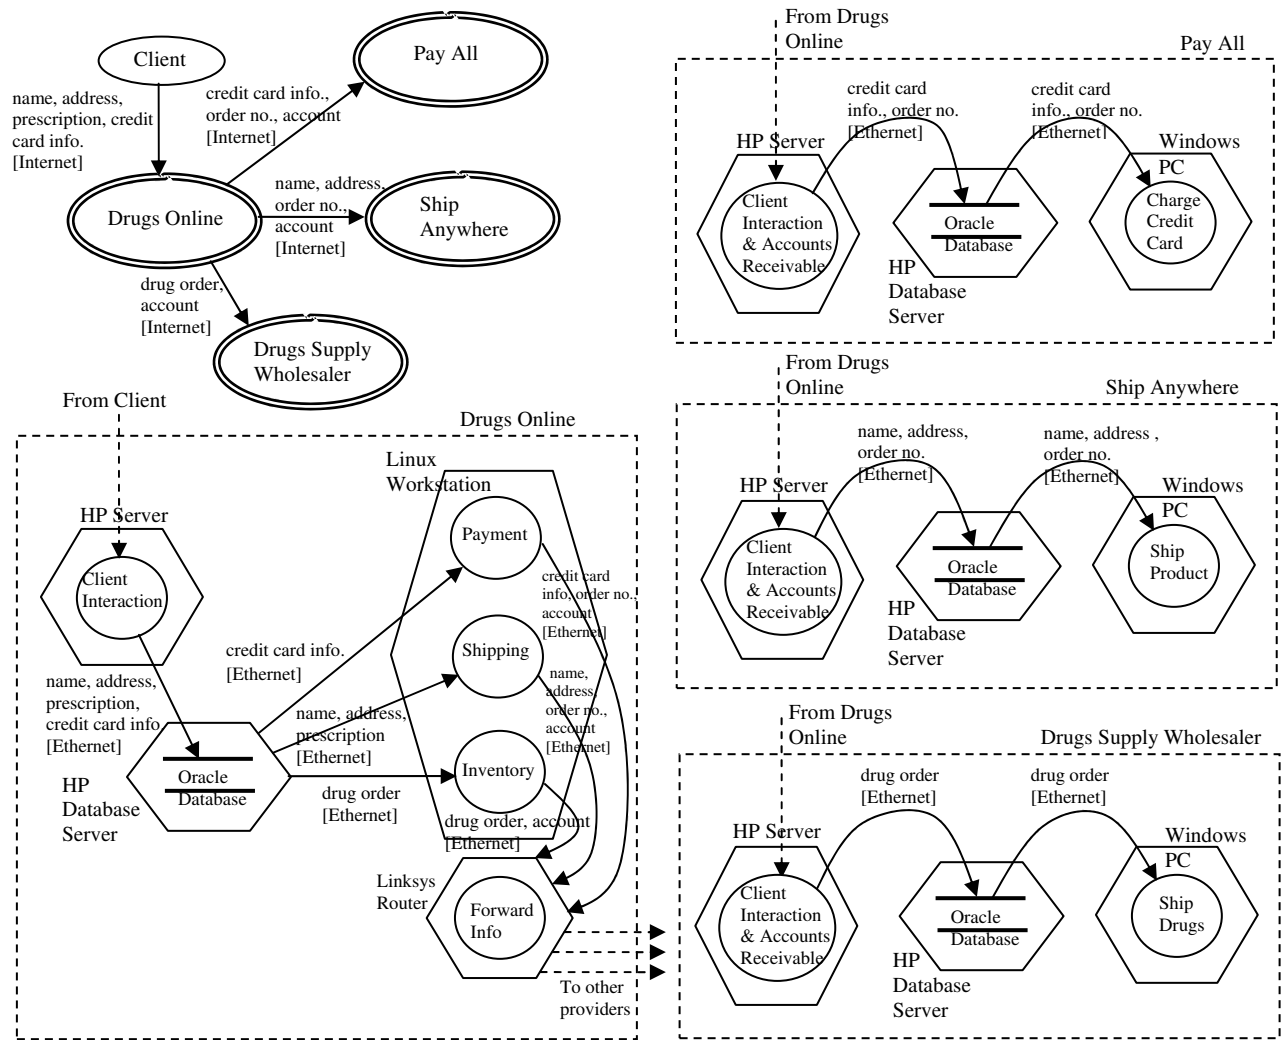 Client
name, address,
prescription, credit
card info.
[Internet]
credit card info.,
order no., account
[Internet]
Pay All
Drugs Online
name, address,
order no.,
account
[Internet]
Ship
Anywhere
drug order,
account
[Internet]
Drugs Supply
Wholesaler
From Client
Drugs Online
HP Server
Client
Interaction
name, address,
prescription,
credit card info.
[Ethernet]
HP
Database
Server
Oracle
Database
credit card info.
[Ethernet]
name, address,
prescription
[Ethernet]
drug order
[Ethernet]
Linux
Workstation
Payment
credit card
info, order no.,
account
[Ethernet]
Shipping
name,
address,
order no.,
account
[Ethernet]
Inventory
drug order, account
[Ethernet]
Linksys
Router
Forward
Info
To other
providers
From Drugs
Online
Pay All
HP Server
Client
Interaction
& Accounts
Receivable
credit card
info., order no.
[Ethernet]
Oracle
Database
HP
Database
Server
credit card
info., order no.
[Ethernet]
Windows
PC
Charge
Credit
Card
From Drugs
Online
Ship Anywhere
HP Server
Client
Interaction
& Accounts
Receivable
name, address,
order no.
[Ethernet]
Oracle
Database
HP
Database
Server
name, address ,
order no.
[Ethernet]
Windows
PC
Ship
Product
From Drugs
Online
Drugs Supply Wholesaler
HP Server
Client
Interaction
& Accounts
Receivable
drug order
[Ethernet]
Oracle
Database
HP
Database
Server
drug order
[Ethernet]
Windows
PC
Ship
Drugs